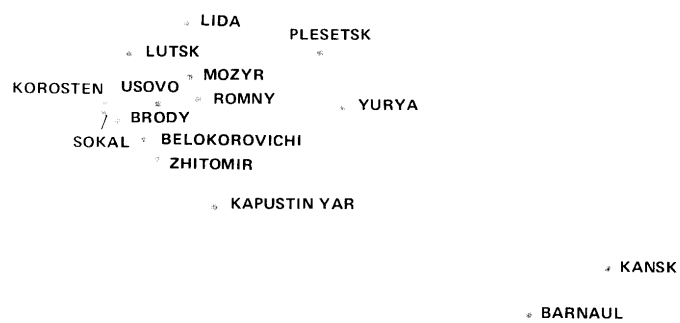 LIDA
PLESETSK
LUTSK
MOZYR
KOROSTEN USOVO
ROMNY
YURYA
BRODY
SOKAL BELOKOROVICHI
ZHITOMIR
KAPUSTIN YAR
KANSK
BARNAUL